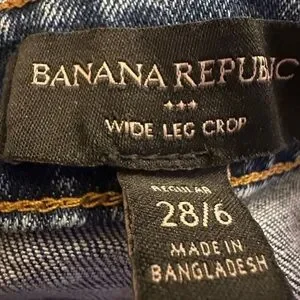 BANANA REPUBLIC
WIDE LEG CROP
REGULAR
28/6
MADE IN
BANGLADESH